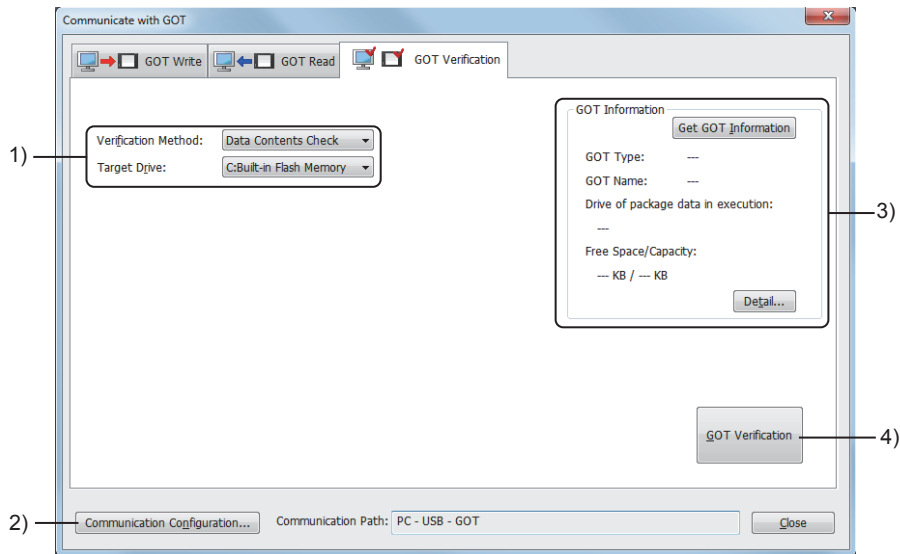 Communicate with GOT
GOT Write
GOT Read
GOT Verification
GOT Information
Get GOT Information
1)
Verification Method: Data Contents Check
Target Drive: C:Built-in Flash Memory
GOT Type: ---
GOT Name: ---
Drive of package data in execution:
---
3)
Free Space/Capacity:
--- KB / --- KB
Detail...
GOT Verification
4)
2)
Communication Configuration...
Communication Path: PC - USB - GOT
Close